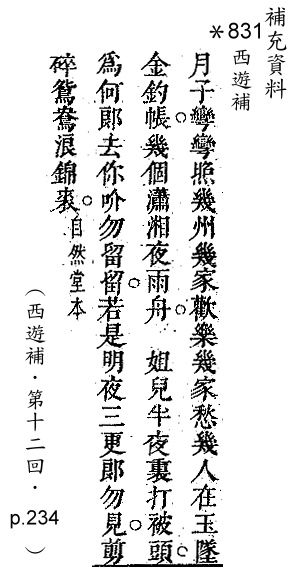 補充資料
＊831
西遊補
月子彎彎照幾州幾家歡樂幾家愁幾人在玉墜
金釣帳幾個瀟湘夜雨舟　姐兒半夜裏打被頭
爲何郎去你吤勿留留若是明夜三更郎勿見剪
碎鴛鴦浪錦裘 自然堂本
（西遊補．第十二回．p.234）